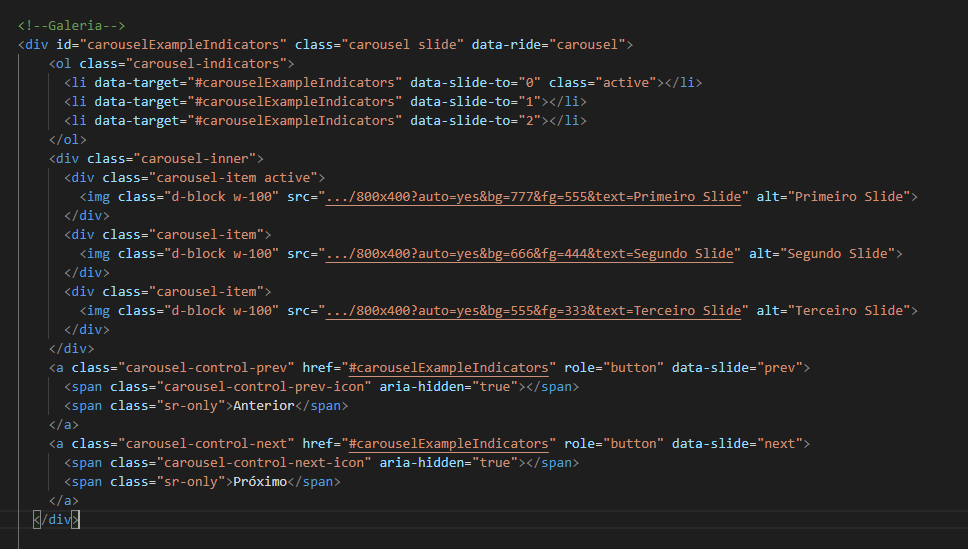 <!--Galeria-->
<div id="carouselExampleIndicators" class="carousel slide" data-ride="carousel">
<ol class="carousel-indicators">
<li data-target="#carouselExampleIndicators" data-slide-to="0" class="active"></li>
<li data-target="#carouselExampleIndicators" data-slide-to="1"></li>
<li data-target="#carouselExampleIndicators" data-slide-to="2"></li>
</ol>
<div class="carousel-inner">
<div class="carousel-item active">
<img class="d-block w-100" src=".../800x400?auto=yes&bg=777&fg=555&text=Primeiro Slide" alt="Primeiro Slide">
</div>
<div class="carousel-item">
<img class="d-block w-100" src=".../800x400?auto=yes&bg=666&fg=444&text=Segundo Slide" alt="Segundo Slide">
</div>
<div class="carousel-item">
<img class="d-block w-100" src=".../800x400?auto=yes&bg=555&fg=333&text=Terceiro Slide" alt="Terceiro Slide">
</div>
</div>
<a class="carousel-control-prev" href="#carouselExampleIndicators" role="button" data-slide="prev">
<span class="carousel-control-prev-icon" aria-hidden="true"></span>
<span class="sr-only">Anterior</span>
</a>
<a class="carousel-control-next" href="#carouselExampleIndicators" role="button" data-slide="next">
<span class="carousel-control-next-icon" aria-hidden="true"></span>
<span class="sr-only">Próximo</span>
</a>
</div>